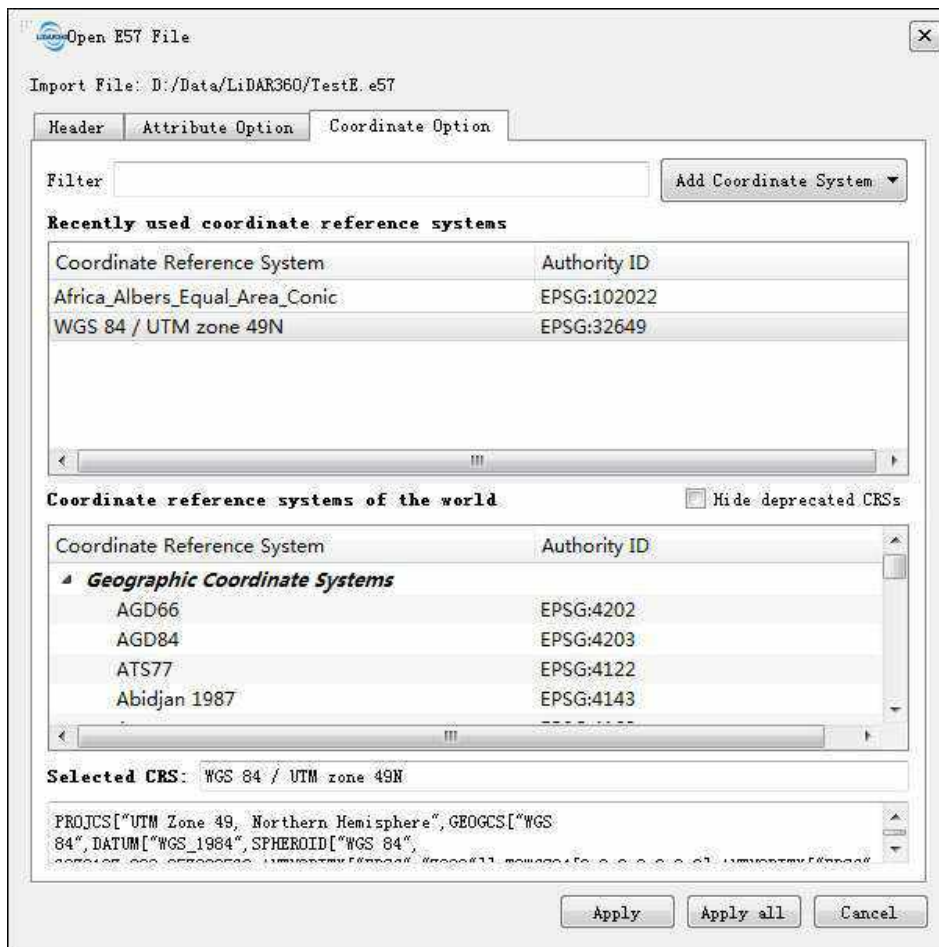 Open E57 File
Import File: D:/Data/LiDAR360/TestE.e57
Header Attribute Option Coordinate Option
Filter Add Coordinate System
Recently used coordinate reference systems
Coordinate Reference System Authority ID
Africa_Albers_Equal_Area_Conic EPSG:102022
WGS 84 / UTM zone 49N EPSG:32649
Coordinate reference systems of the world Hide deprecated CRSs
Coordinate Reference System Authority ID
Geographic Coordinate Systems
AGD66 EPSG:4202
AGD84 EPSG:4203
ATS77 EPSG:4122
Abidjan 1987 EPSG:4143
Selected CRS: WGS 84 / UTM zone 49N
PROJCS["UTM Zone 49, Northern Hemisphere",GEOGCS["WGS
84",DATUM["WGS_1984",SPHEROID["WGS 84",
Apply Apply all Cancel